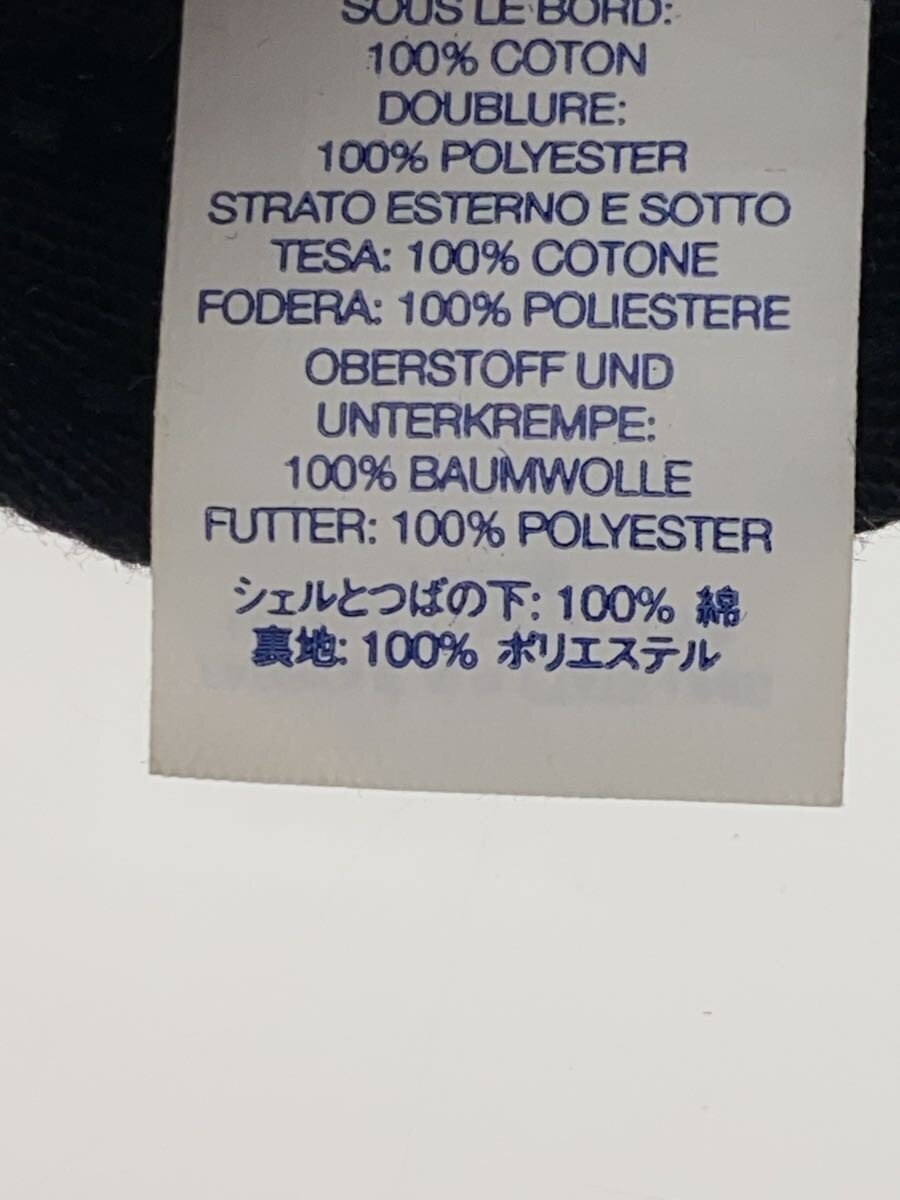 SOUS LE BORD:
100% COTON
DOUBLURE:
100% POLYESTER
STRATO ESTERNO E SOTTO
TESA: 100% COTONE
FODERA: 100% POLIESTERE
OBERSTOFF UND
UNTERKREMPE:
100% BAUMWOLLE
FUTTER: 100% POLYESTER
シェルとつばの下: 100% 綿
裏地: 100% ポリエステル